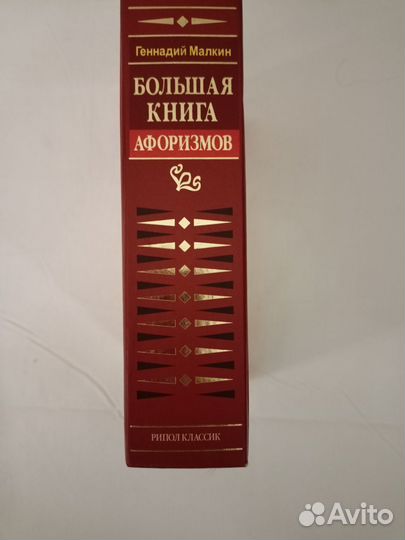 Геннадий Малкин
БОЛЬШАЯ
КНИГА
АФОРИЗМОВ
РИПОЛ КЛАССИК
Avito